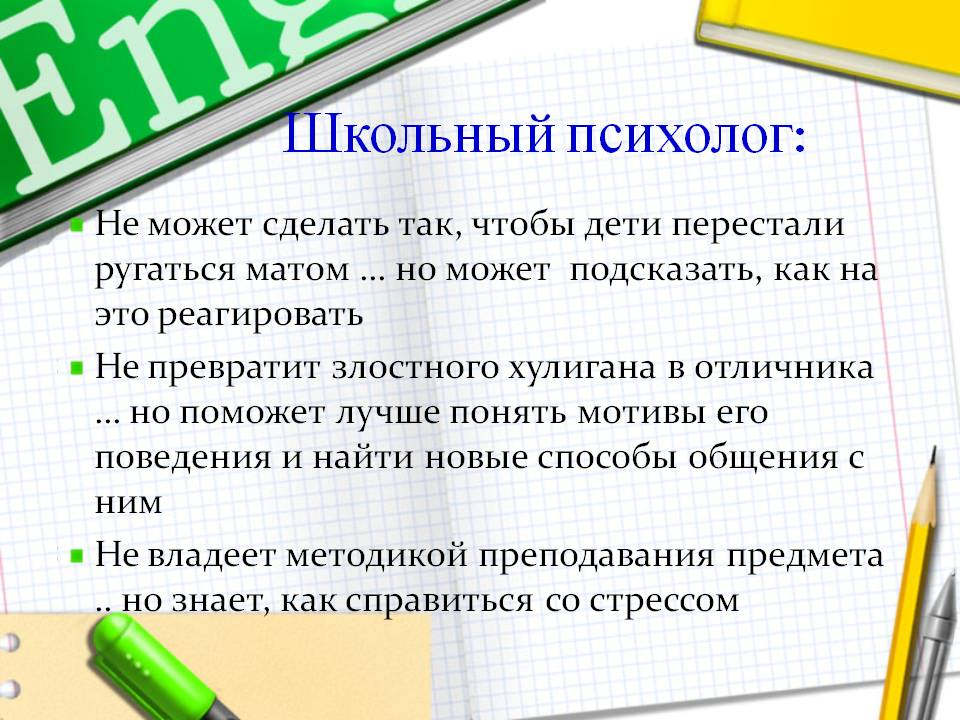 Eng
Школьный психолог:
Не может сделать так, чтобы дети перестали
ругаться матом ... но может подсказать, как на
это реагировать
Не превратит злостного хулигана в отличника
... но поможет лучше понять мотивы его
поведения и найти новые способы общения с
ним
Не владеет методикой преподавания предмета
.. но знает, как справиться со стрессом